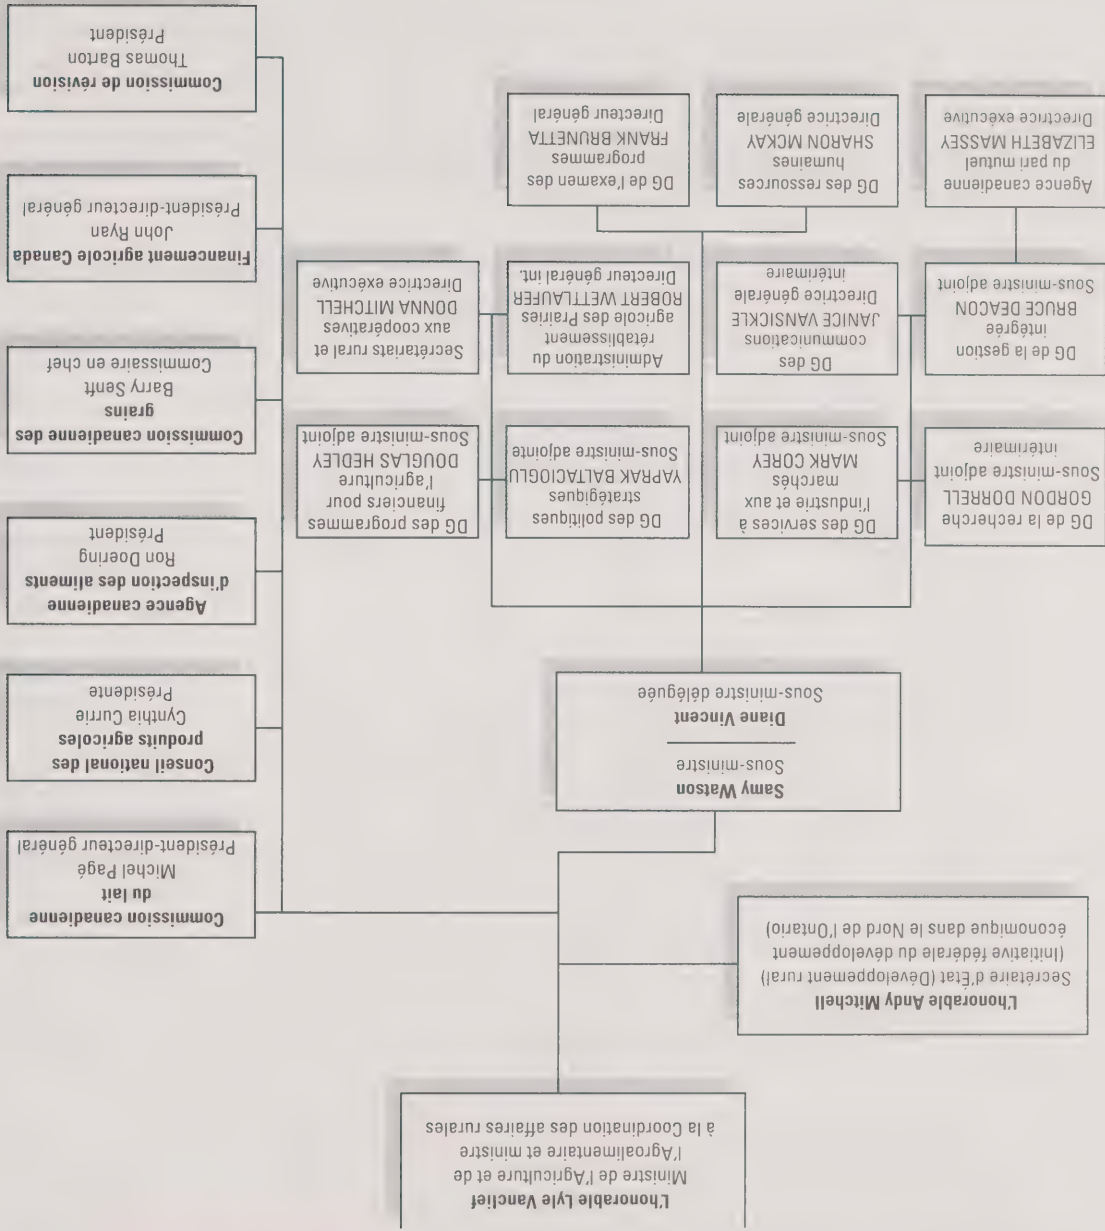 L'honorable Lyle Vanclief
Ministre de l'Agriculture et de
l'Agroalimentaire et ministre
à la Coordination des affaires rurales
L'honorable Andy Mitchell
Secrétaire d'État (Développement rural)
(Initiative fédérale du développement
économique dans le Nord de l'Ontario)
Samy Watson
Sous-ministre
Diane Vincent
Sous-ministre déléguée
DG de la recherche
GORDON DORRELL
Sous-ministre adjoint
intérimaire
DG des services à
l'industrie et aux
marchés
MARK COREY
Sous-ministre adjoint
DG des politiques
stratégiques
YAPRAK BALTACIOGLU
Sous-ministre adjointe
DG des programmes
financiers pour
l'agriculture
DOUGLAS HEDLEY
Sous-ministre adjoint
DG de la gestion
intégrée
BRUCE DEACON
Sous-ministre adjoint
DG des
communications
JANICE VANSICKLE
Directrice générale
intérimaire
Administration du
rétablissement
agricole des Prairies
ROBERT WETTLAUFER
Directeur général int.
Secrétariats rural et
aux coopératives
DONNA MITCHELL
Directrice exécutive
Agence canadienne
du pari mutuel
ELIZABETH MASSEY
Directrice exécutive
DG des ressources
humaines
SHARON MCKAY
Directrice générale
DG de l'examen des
programmes
FRANK BRUNETTA
Directeur général
Commission canadienne
du lait
Michel Pagé
Président-directeur général
Conseil national des
produits agricoles
Cynthia Currie
Présidente
Agence canadienne
d'inspection des aliments
Ron Doering
Président
Commission canadienne des
grains
Barry Senft
Commissaire en chef
Financement agricole Canada
John Ryan
Président-directeur général
Commission de révision
Thomas Barton
Président